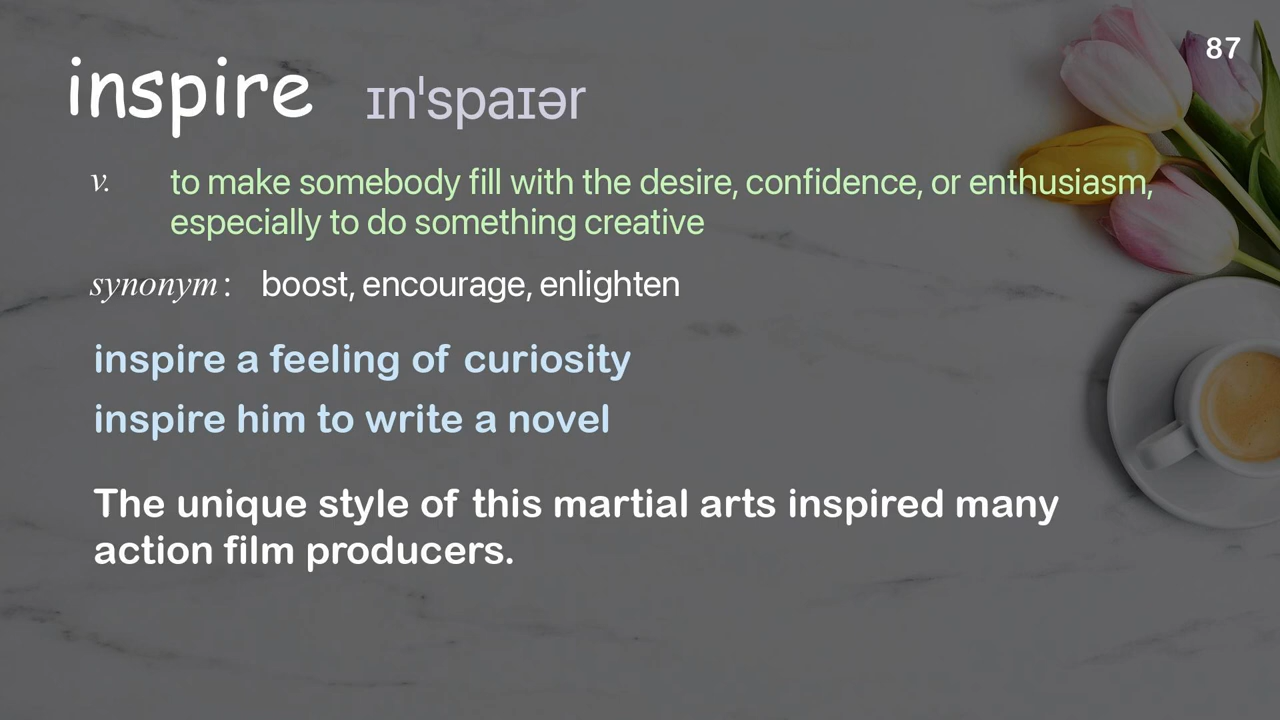 87
inspire ɪnˈspaɪər
v. to make somebody fill with the desire, confidence, or enthusiasm,
especially to do something creative
synonym : boost, encourage, enlighten
inspire a feeling of curiosity
inspire him to write a novel
The unique style of this martial arts inspired many
action film producers.